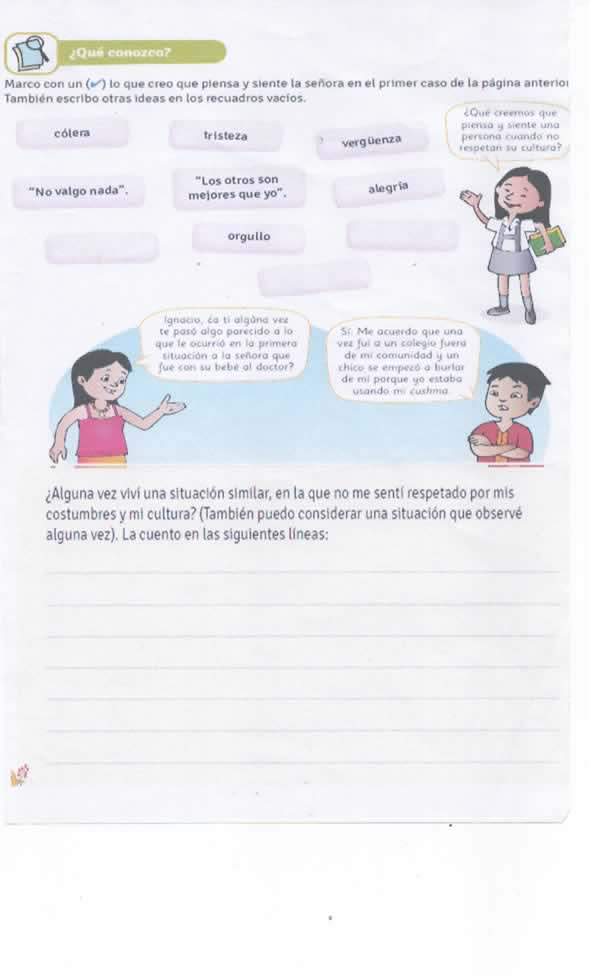 ¿Qué conozco?
Marco con un (✔) lo que creo que piensa y siente la señora en el primer caso de la página anterior
También escribo otras ideas en los recuadros vacíos.
¿Qué creemos que
piensa y siente una
persona cuando no
respetan su cultura?
cólera
tristeza
vergüenza
"No valgo nada".
"Los otros son
mejores que yo".
alegría
orgullo
Ignacio, ¿a ti alguna vez
te pasó algo parecido a lo
que le ocurrió en la primera
situación a la señora que
fue con su bebé al doctor?
Sí. Me acuerdo que una
vez fui a un colegio fuera
de mi comunidad y un
chico se empezó a burlar
de mí porque yo estaba
usando mi cushma.
¿Alguna vez viví una situación similar, en la que no me sentí respetado por mis
costumbres y mi cultura? (También puedo considerar una situación que observé
alguna vez). La cuento en las siguientes líneas: